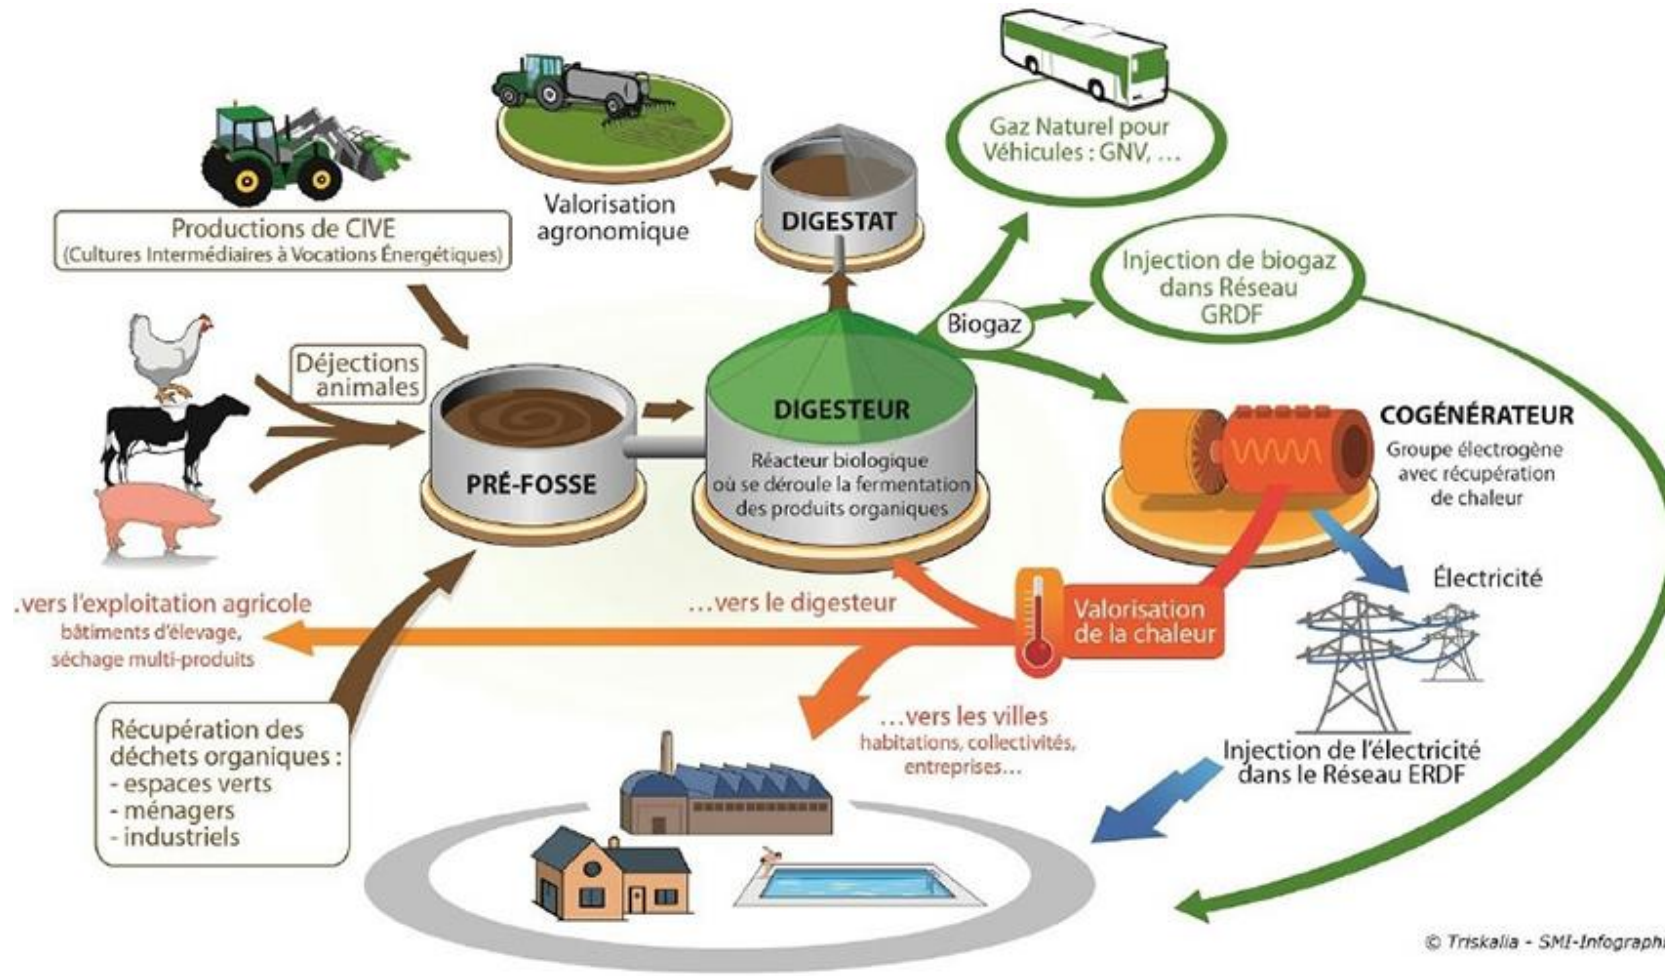 Gaz Naturel pour
Véhicules : GNV, ...
Valorisation
agronomique
DIGESTAT
Productions de CIVE
(Cultures Intermédiaires à Vocations Énergétiques)
Injection de biogaz
dans Réseau
GRDF
Biogaz
Déjections
animales
PRÉ-FOSSE
DIGESTEUR
Réacteur biologique
où se déroule la fermentation
des produits organiques
COGÉNÉRATEUR
Groupe électrogène
avec récupération
de chaleur
Électricité
..vers l'exploitation agricole
bâtiments d'élevage,
séchage multi-produits
...vers le digesteur
Valorisation
de la chaleur
...vers les villes
habitations, collectivités,
entreprises...
Injection de l'électricité
dans le Réseau ERDF
Récupération des
déchets organiques :
- espaces verts
- ménagers
- industriels
© Triskalia - SMI-Infographi